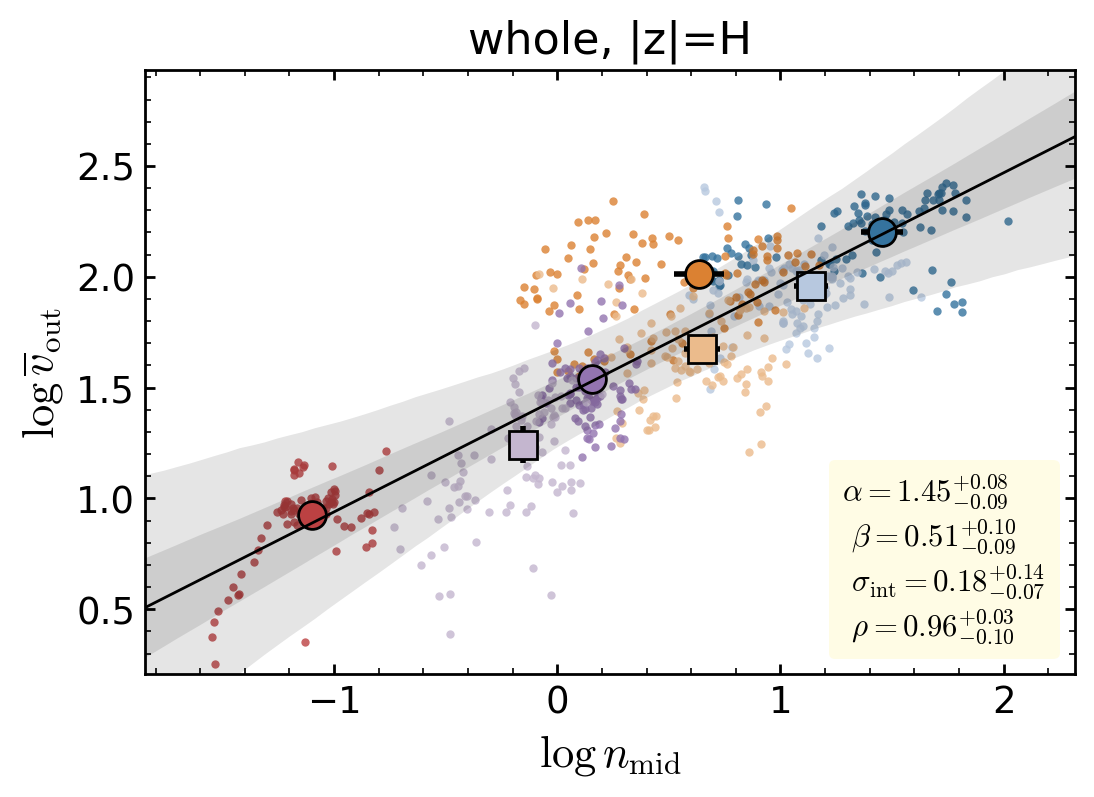 whole, |z|=H
log v̅_out
2.5
2.0
1.5
1.0
0.5
α = 1.45^{+0.08}_{−0.09}
β = 0.51^{+0.10}_{−0.09}
σ_int = 0.18^{+0.14}_{−0.07}
ρ = 0.96^{+0.03}_{−0.10}
−1 0 1 2
log n_mid